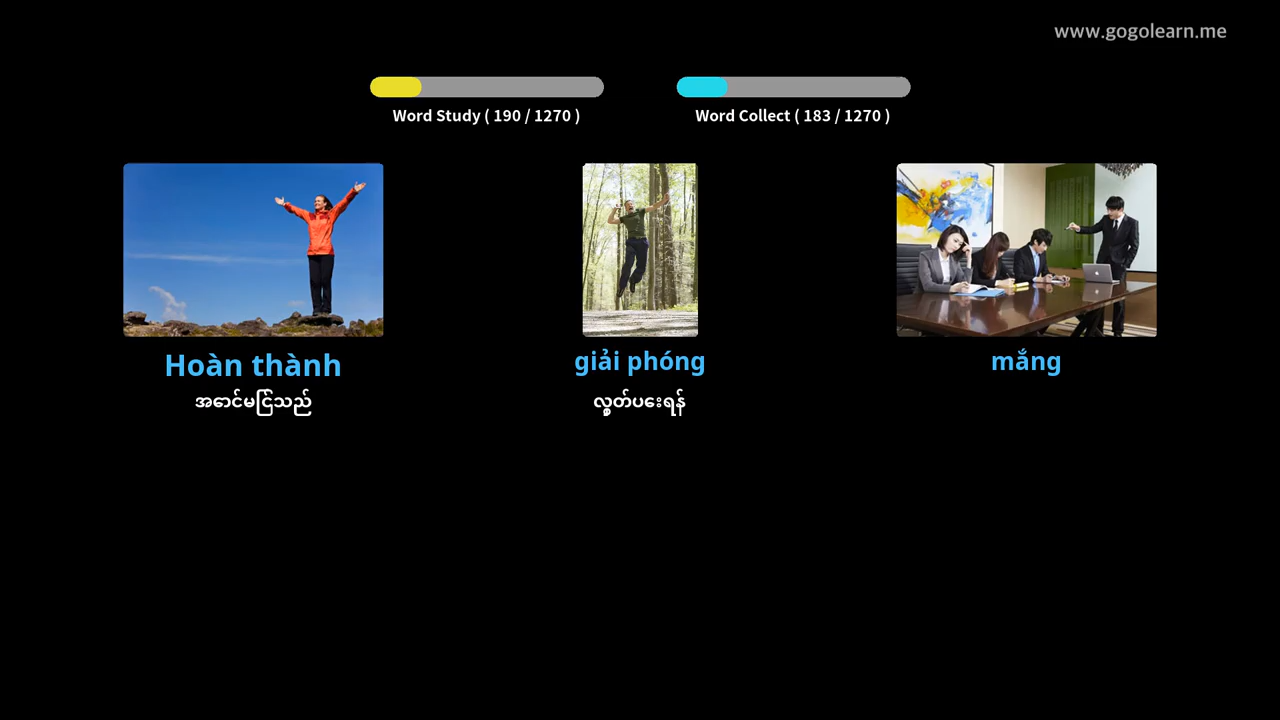 www.gogolearn.me
Word Study ( 190 / 1270 )
Word Collect ( 183 / 1270 )
Hoàn thành
giải phóng
mắng
အောင်မြင်သည်
လွှတ်ပေးရန်